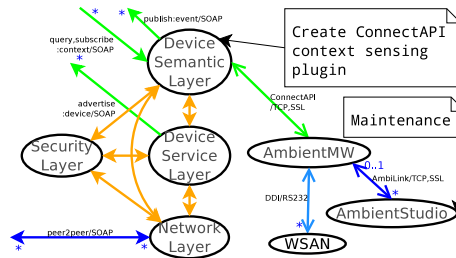 publish:event/SOAP
*
*
query,subscribe
:context/SOAP
*
Device
Semantic
Layer
Create ConnectAPI
context sensing
plugin
ConnectAPI
/TCP,SSL
Maintenance
advertise
:device/SOAP
Security
Layer
Device
Service
Layer
AmbientMW
0..1
AmbiLink/TCP,SSL
*
DDI/RS232
AmbientStudio
peer2peer/SOAP
*
*
Network
Layer
*
WSAN